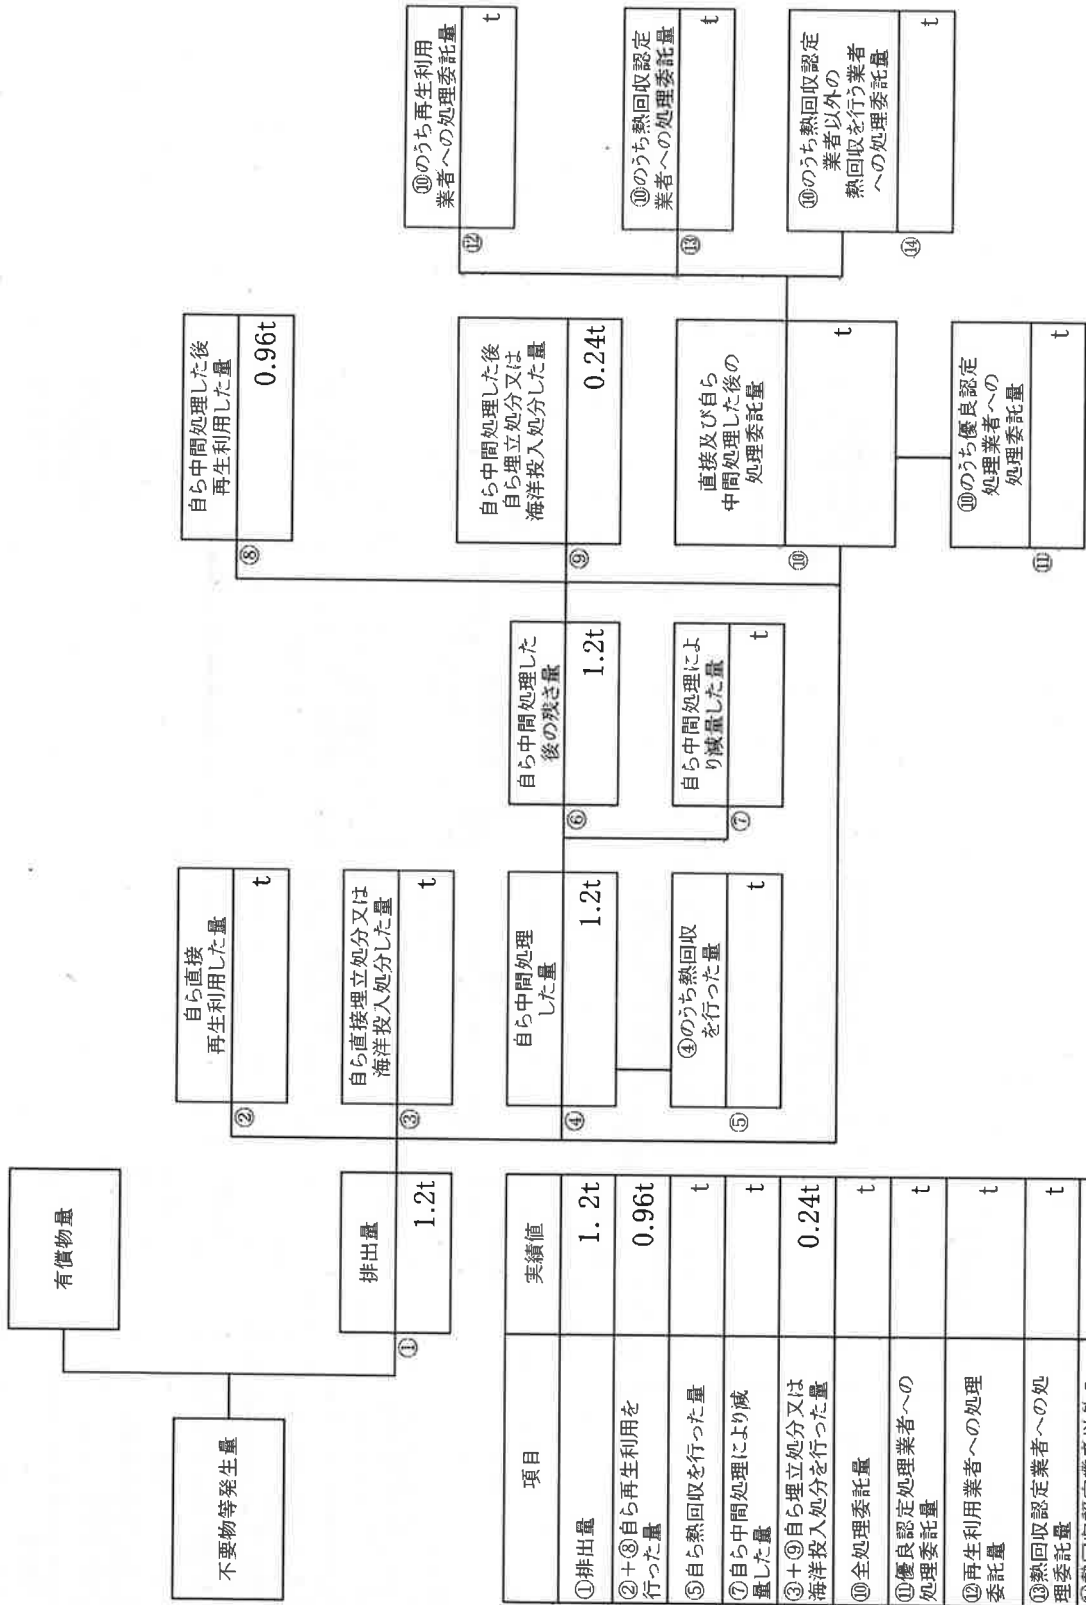 不要物等発生量
有償物量
排出量
①
1.2t
自ら直接
再生利用した量
②
t
自ら直接埋立処分又は
海洋投入処分した量
③
t
自ら中間処理
した量
④
1.2t
④のうち熱回収
を行った量
⑤
t
自ら中間処理した
後の残さ量
⑥
1.2t
自ら中間処理によ
り減量した量
⑦
t
自ら中間処理した後
再生利用した量
⑧
0.96t
自ら中間処理した後
自ら埋立処分又は
海洋投入処分した量
⑨
0.24t
直接及び自ら
中間処理した後の
処理委託量
⑩
t
⑩のうち優良認定
処理業者への
処理委託量
⑪
t
⑩のうち再生利用
業者への処理委託量
⑫
t
⑩のうち熱回収認定
業者への処理委託量
⑬
t
⑩のうち熱回収認定
業者以外の
熱回収を行う業者
への処理委託量
⑭
t
項目 実績値
①排出量 1.2t
②+⑧自ら再生利用を
行った量 0.96t
⑤自ら熱回収を行った量 t
⑦自ら中間処理により減
量した量 t
③+⑨自ら埋立処分又は
海洋投入処分を行った量 0.24t
⑩全処理委託量 t
⑪優良認定処理業者への
処理委託量 t
⑫再生利用業者への処理
委託量 t
⑬熱回収認定業者への処
理委託量 t